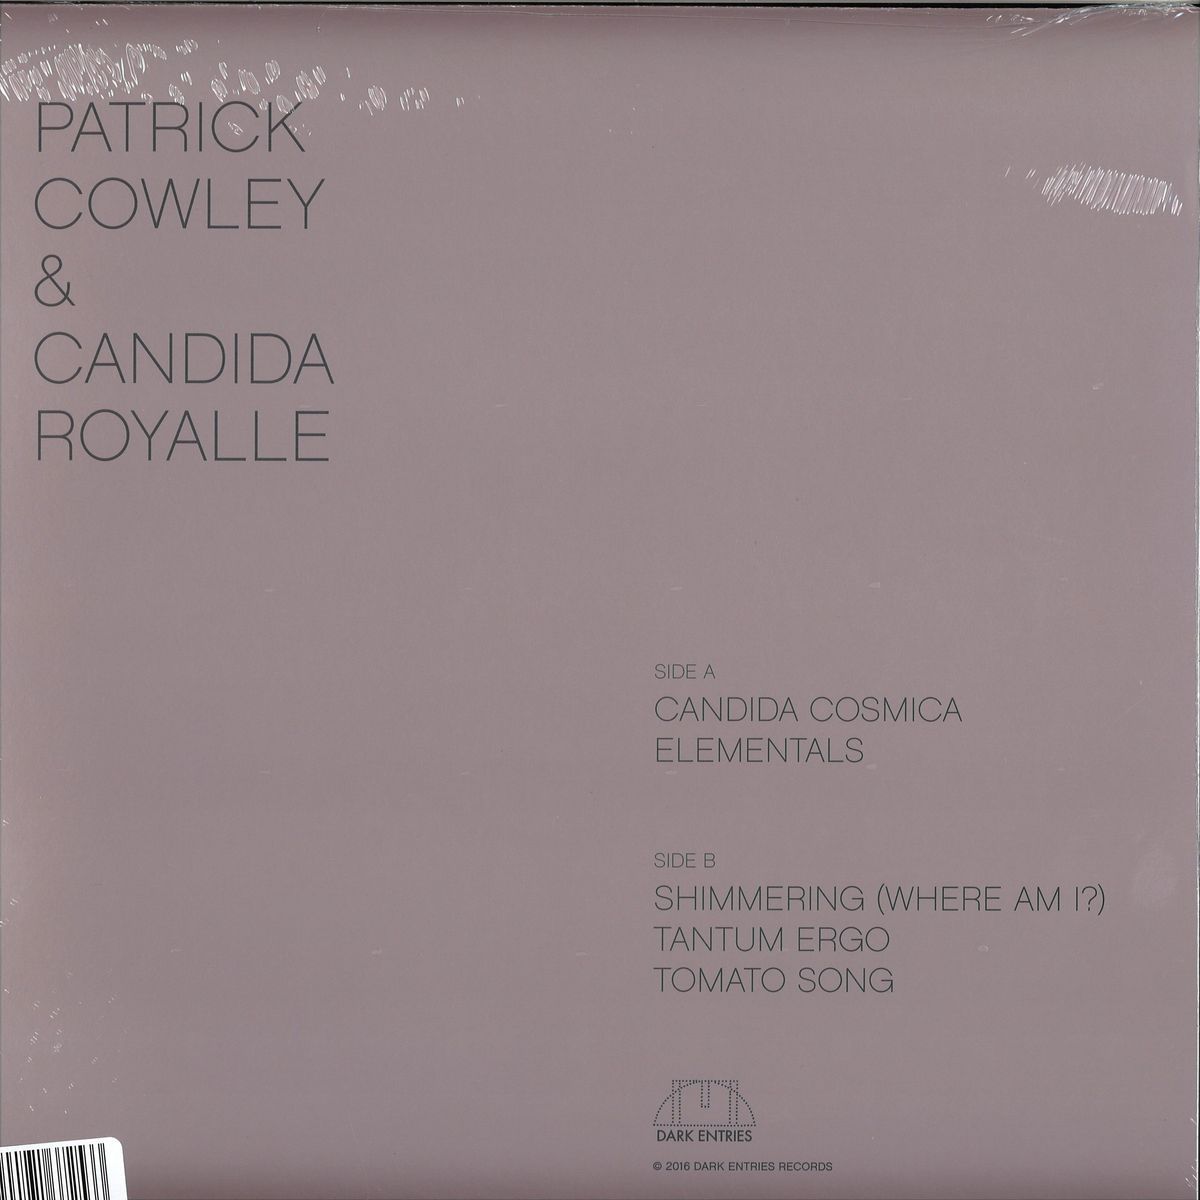 PATRICK
COWLEY
&
CANDIDA
ROYALLE
SIDE A
CANDIDA COSMICA
ELEMENTALS
SIDE B
SHIMMERING (WHERE AM I?)
TANTUM ERGO
TOMATO SONG
DARK ENTRIES
© 2016 DARK ENTRIES RECORDS